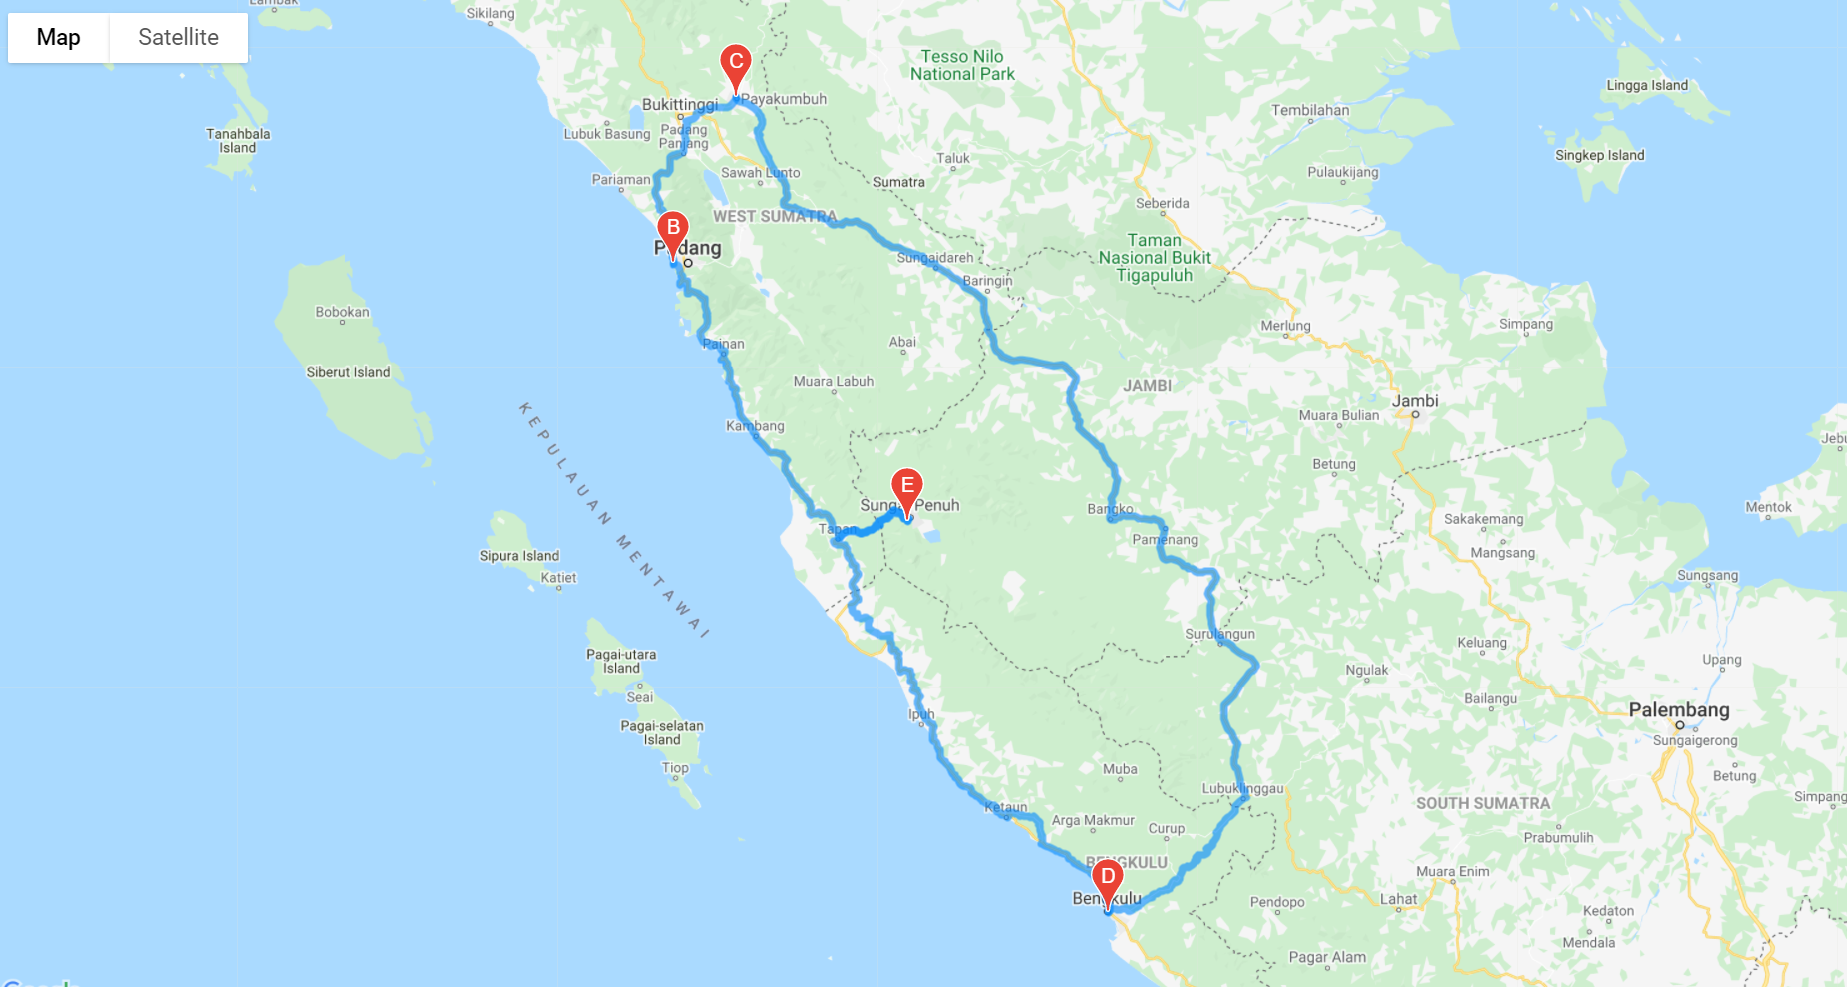 Map
Satellite
Lambak
Sikilang
Tesso Nilo
National Park
Lingga Island
C
Payakumbuh
Bukittinggi
Tembilahan
Tanahbala
Island
Lubuk Basung
Padang
Panjang
Singkep Island
Taluk
Sawah Lunto
Pulaukijang
Pariaman
Sumatra
Seberida
WEST SUMATRA
B
Padang
Taman
Nasional Bukit
Tigapuluh
Sungaidareh
Baringin
Bobokan
Merlung
Simpang
Painan
Abai
Siberut Island
Muara Labuh
JAMBI
Jambi
Muara Bulian
KEPULAUAN MENTAWAI
Kambang
Betung
E
Sungai Penuh
Bangko
Mentok
Tapan
Sakakemang
Pamenang
Mangsang
Sipura Island
Katiet
Sungsang
Surulangun
Keluang
Pagai-utara
Island
Upang
Ngulak
Seai
Bailangu
Ipuh
Palembang
Pagai-selatan
Island
Sungaigerong
Tiop
Muba
Betung
Lubuklinggau
Simpang
Ketaun
SOUTH SUMATRA
Arga Makmur
Curup
Prabumulih
BENGKULU
D
Muara Enim
Bengkulu
Pendopo
Lahat
Kedaton
Mendala
Pagar Alam